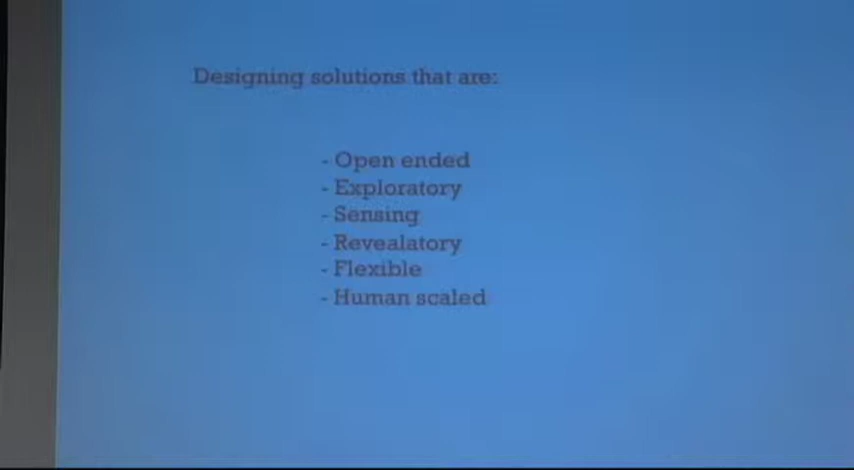 Designing solutions that are:
- Open ended
- Exploratory
- Sensing
- Revealatory
- Flexible
- Human scaled